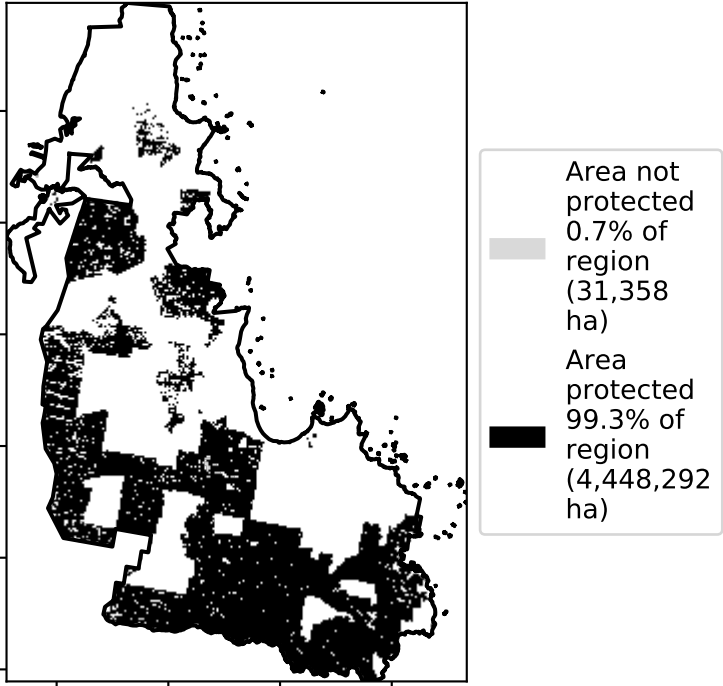 Area not
protected
0.7% of
region
(31,358
ha)
Area
protected
99.3% of
region
(4,448,292
ha)